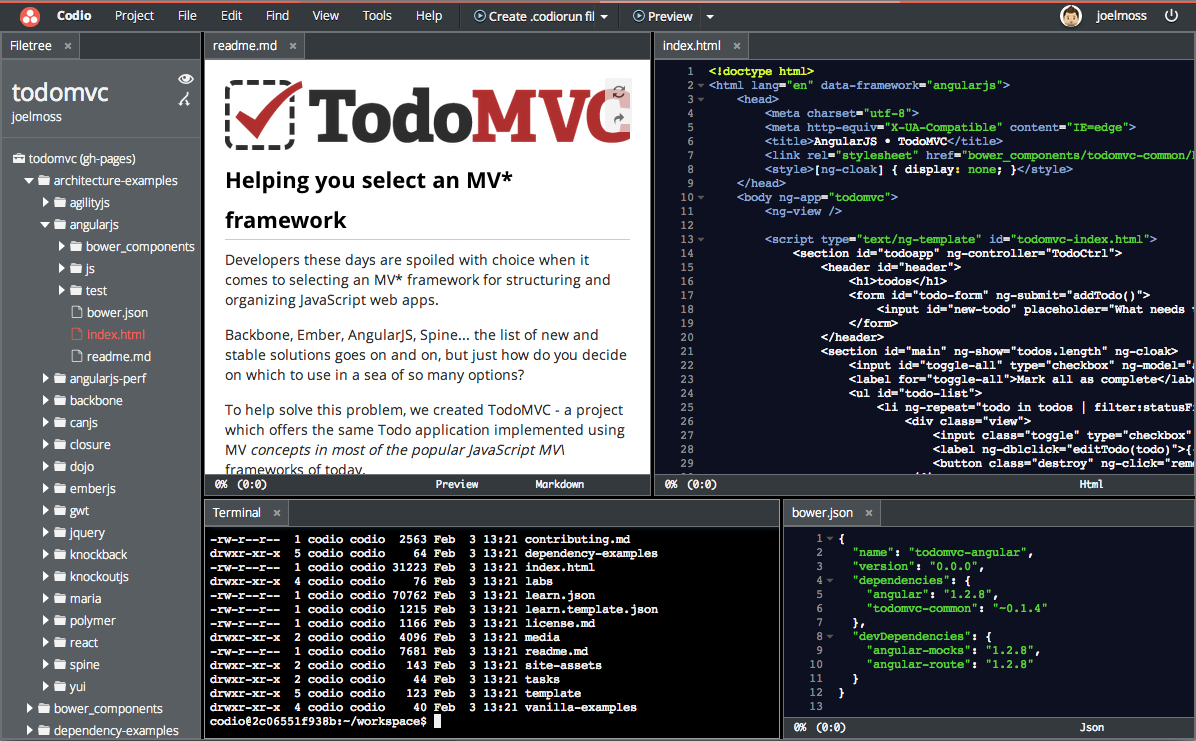 Codio Project File Edit Find View Tools Help Create .codiorun fil Preview joelmoss
Filetree ×
todomvc
joelmoss
todomvc (gh-pages)
architecture-examples
agilityjs
angularjs
bower_components
js
test
bower.json
index.html
readme.md
angularjs-perf
backbone
canjs
closure
dojo
emberjs
gwt
jquery
knockback
knockoutjs
maria
polymer
react
spine
yui
bower_components
dependency-examples
readme.md ×
TodoMVC
Helping you select an MV*
framework
Developers these days are spoiled with choice when it
comes to selecting an MV* framework for structuring and
organizing JavaScript web apps.
Backbone, Ember, AngularJS, Spine... the list of new and
stable solutions goes on and on, but just how do you decide
on which to use in a sea of so many options?
To help solve this problem, we created TodoMVC - a project
which offers the same Todo application implemented using
MV concepts in most of the popular JavaScript MV\
frameworks of today.
0% (0:0) Preview Markdown
index.html ×
1 <!doctype html>
2 <html lang="en" data-framework="angularjs">
3 <head>
4 <meta charset="utf-8">
5 <meta http-equiv="X-UA-Compatible" content="IE=edge">
6 <title>AngularJS • TodoMVC</title>
7 <link rel="stylesheet" href="bower_components/todomvc-common/
8 <style>[ng-cloak] { display: none; }</style>
9 </head>
10 <body ng-app="todomvc">
11 <ng-view />
12
13 <script type="text/ng-template" id="todomvc-index.html">
14 <section id="todoapp" ng-controller="TodoCtrl">
15 <header id="header">
16 <h1>todos</h1>
17 <form id="todo-form" ng-submit="addTodo()">
18 <input id="new-todo" placeholder="What needs
19 </form>
20 </header>
21 <section id="main" ng-show="todos.length" ng-cloak>
22 <input id="toggle-all" type="checkbox" ng-model="a
23 <label for="toggle-all">Mark all as complete</lab
24 <ul id="todo-list">
25 <li ng-repeat="todo in todos | filter:statusF
26 <div class="view">
27 <input class="toggle" type="checkbox"
28 <label ng-dblclick="editTodo(todo)">{
29 <button class="destroy" ng-click="rem
0% (0:0) Html
Terminal ×
-rw-r--r-- 1 codio codio 2563 Feb 3 13:21 contributing.md
drwxr-xr-x 5 codio codio 64 Feb 3 13:21 dependency-examples
-rw-r--r-- 1 codio codio 31223 Feb 3 13:21 index.html
drwxr-xr-x 4 codio codio 76 Feb 3 13:21 labs
-rw-r--r-- 1 codio codio 70762 Feb 3 13:21 learn.json
-rw-r--r-- 1 codio codio 1215 Feb 3 13:21 learn.template.json
-rw-r--r-- 1 codio codio 1166 Feb 3 13:21 license.md
drwxr-xr-x 2 codio codio 4096 Feb 3 13:21 media
-rw-r--r-- 1 codio codio 7681 Feb 3 13:21 readme.md
drwxr-xr-x 2 codio codio 143 Feb 3 13:21 site-assets
drwxr-xr-x 2 codio codio 44 Feb 3 13:21 tasks
drwxr-xr-x 5 codio codio 123 Feb 3 13:21 template
drwxr-xr-x 4 codio codio 40 Feb 3 13:21 vanilla-examples
codio@2c06551f938b:~/workspace$
bower.json ×
1 {
2 "name": "todomvc-angular",
3 "version": "0.0.0",
4 "dependencies": {
5 "angular": "1.2.8",
6 "todomvc-common": "~0.1.4"
7 },
8 "devDependencies": {
9 "angular-mocks": "1.2.8",
10 "angular-route": "1.2.8"
11 }
12 }
13
0% (0:0) Json